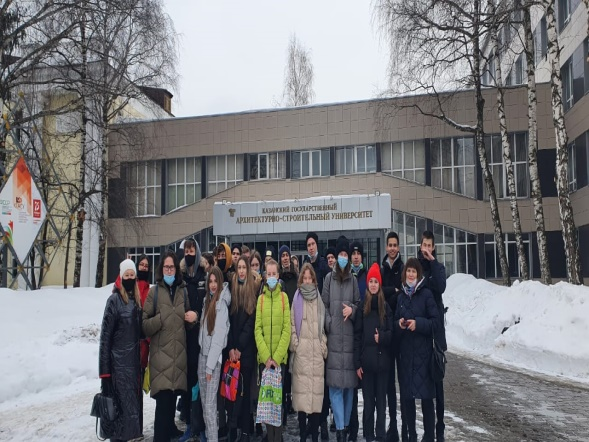 КАЗАНСКИЙ ГОСУДАРСТВЕННЫЙ
АРХИТЕКТУРНО-СТРОИТЕЛЬНЫЙ УНИВЕРСИТЕТ